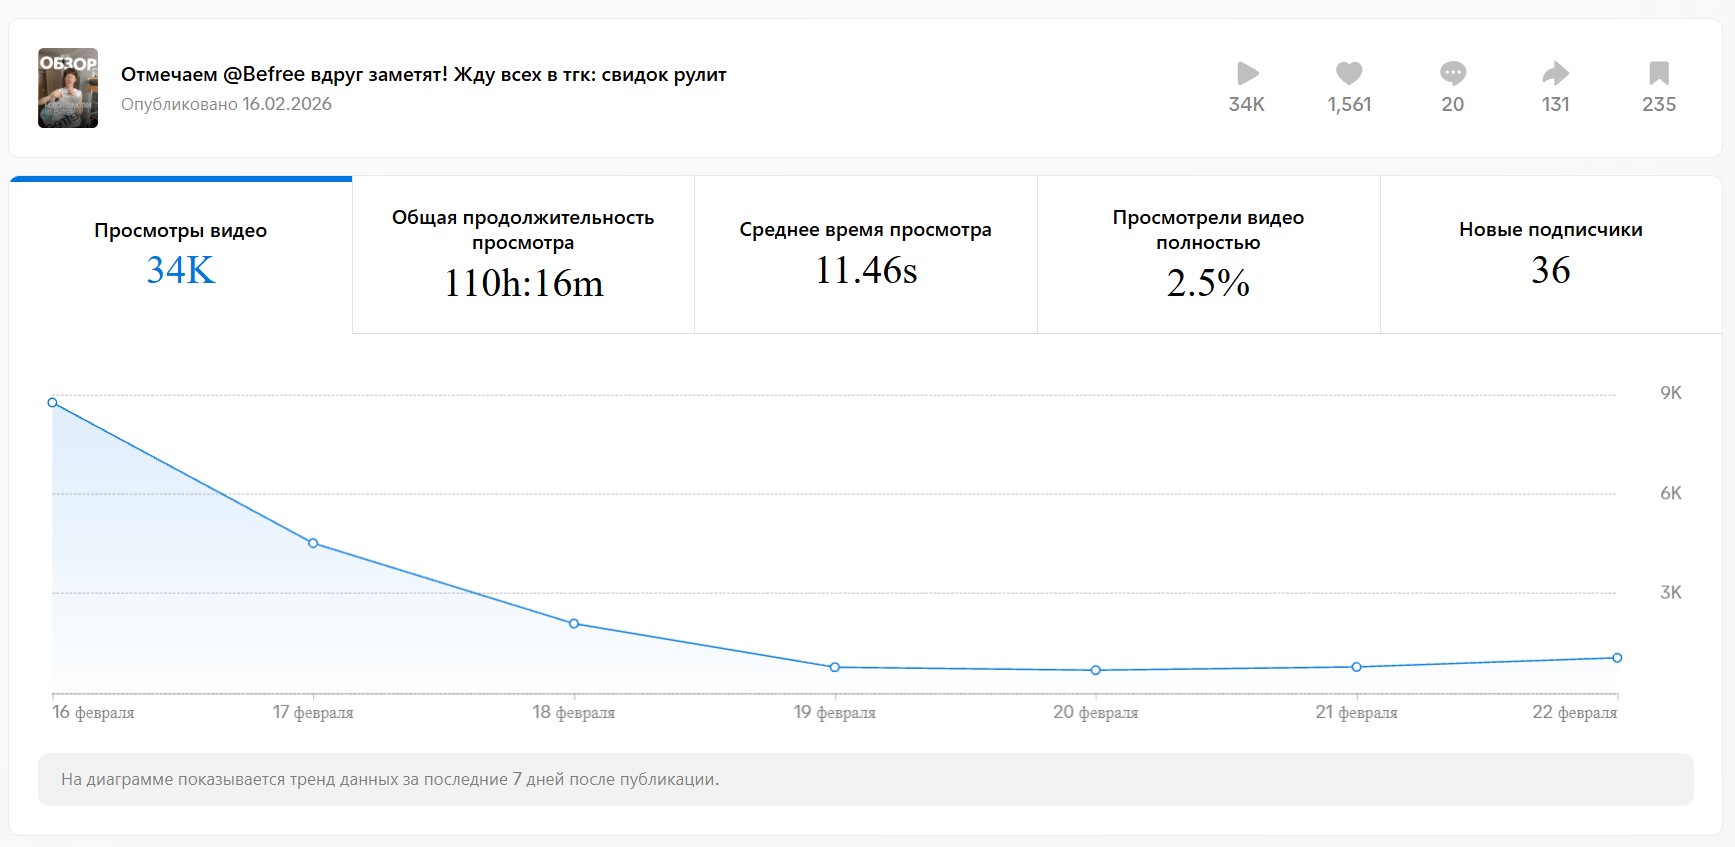 ОБЗОР
Отмечаем @Befree вдруг заметят! Жду всех в тгк: свидок рулит
Опубликовано 16.02.2026
34K
1,561
20
131
235
Просмотры видео
34K
Общая продолжительность
просмотра
110h:16m
Среднее время просмотра
11.46s
Просмотрели видео
полностью
2.5%
Новые подписчики
36
9K
6K
3K
16 февраля
17 февраля
18 февраля
19 февраля
20 февраля
21 февраля
22 февраля
На диаграмме показывается тренд данных за последние 7 дней после публикации.